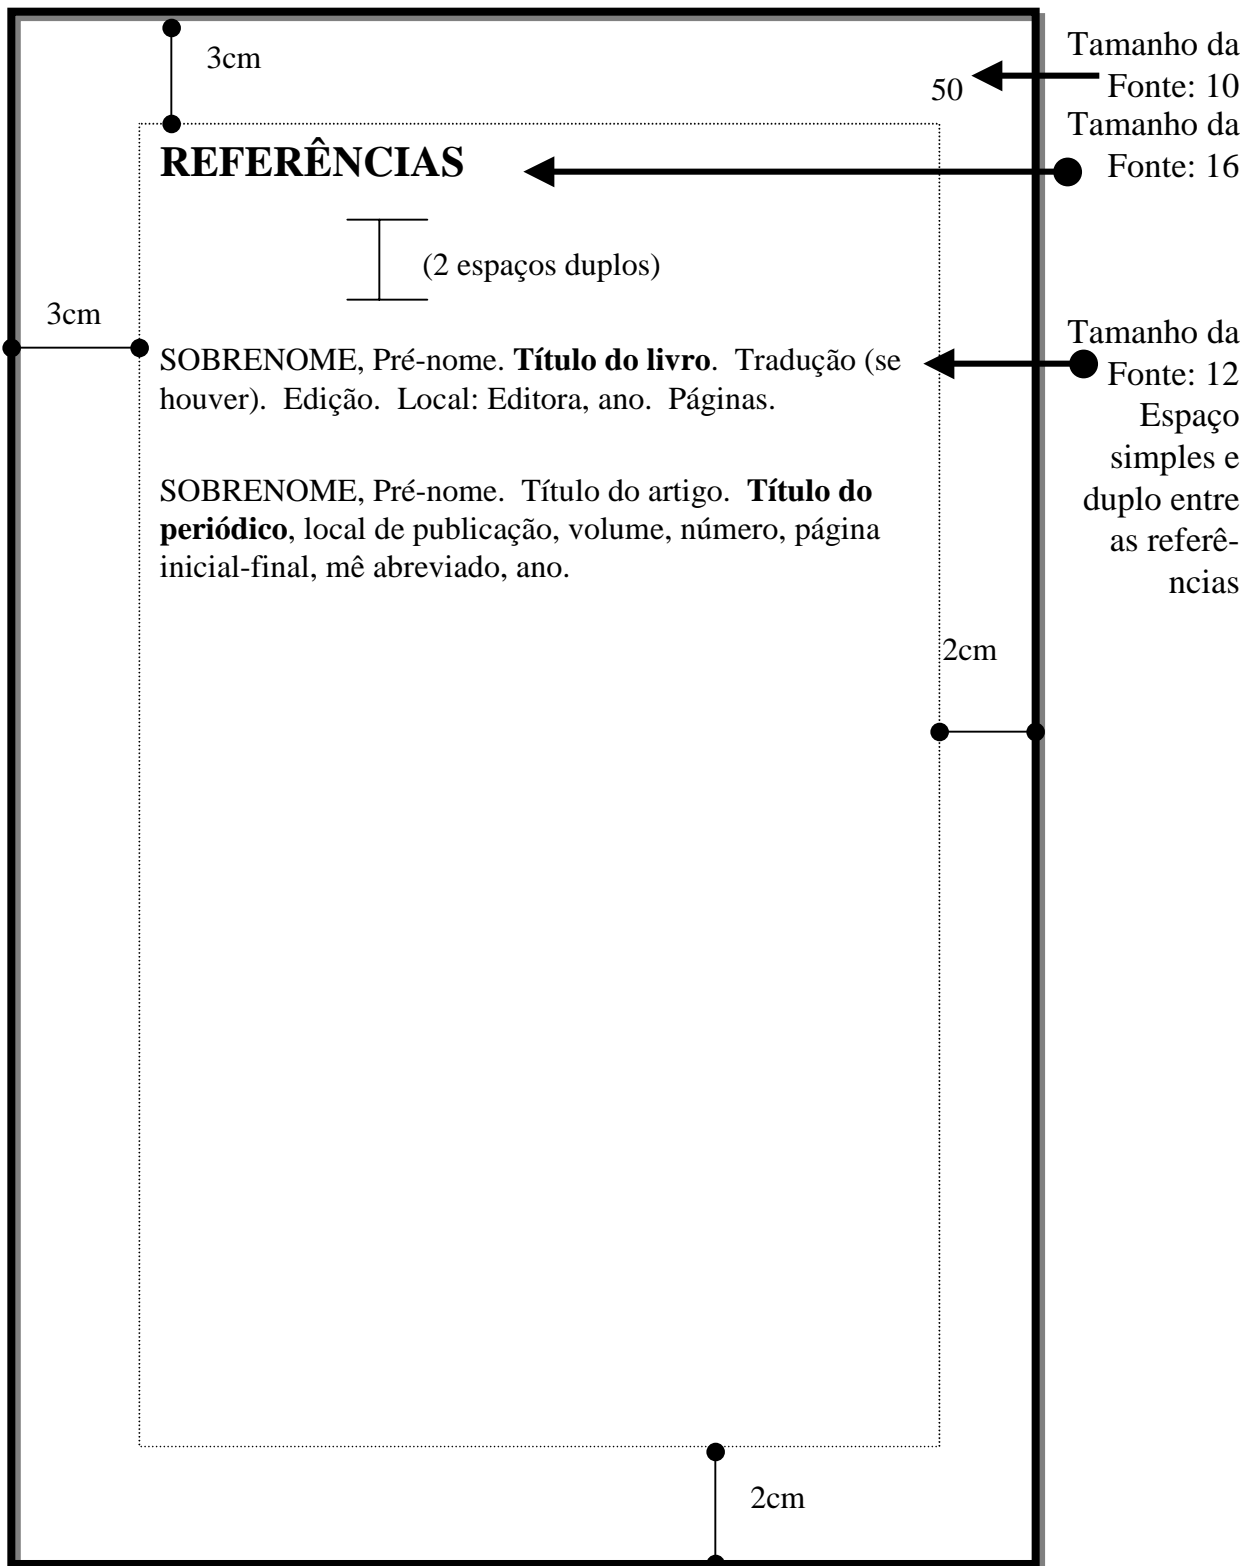 3cm
50
Tamanho da
Fonte: 10
Tamanho da
Fonte: 16
REFERÊNCIAS
(2 espaços duplos)
3cm
SOBRENOME, Pré-nome. Título do livro.  Tradução (se
houver).  Edição.  Local: Editora, ano.  Páginas.
Tamanho da
Fonte: 12
Espaço
simples e
duplo entre
as referê-
ncias
SOBRENOME, Pré-nome.  Título do artigo.  Título do
periódico, local de publicação, volume, número, página
inicial-final, mê abreviado, ano.
2cm
2cm